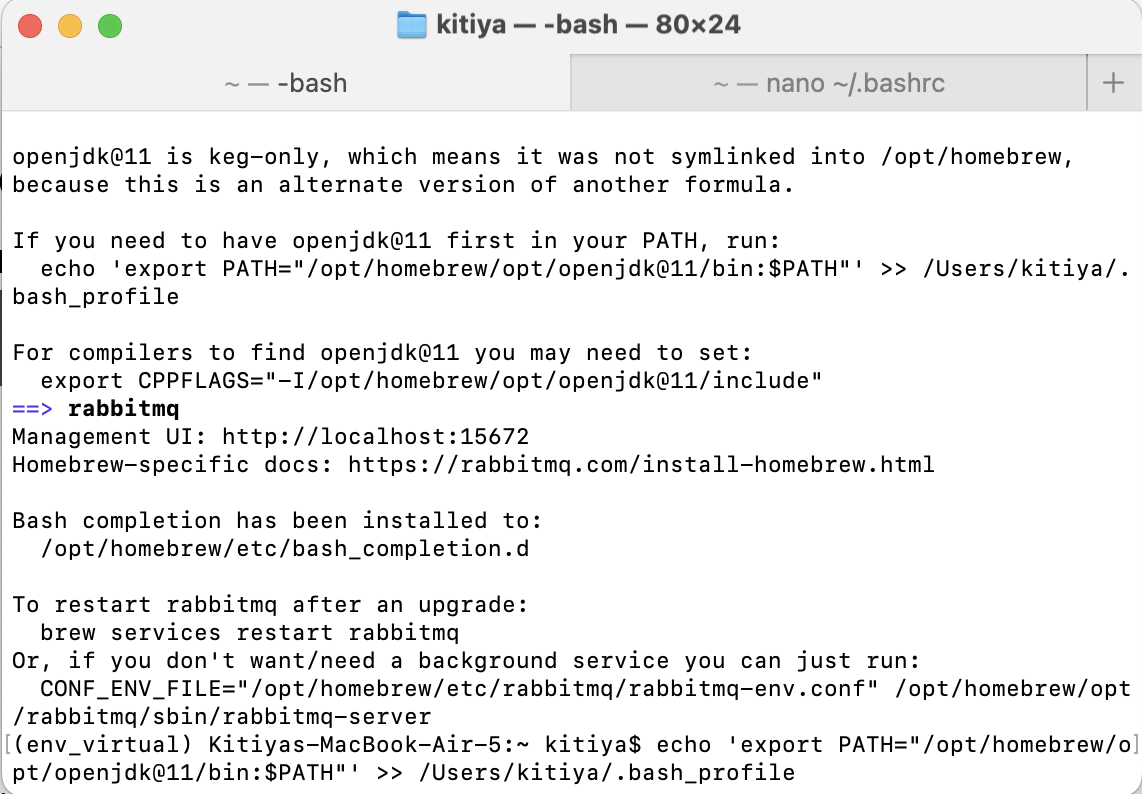 kitiya — -bash — 80×24
~ — -bash
~ — nano ~/.bashrc
+
openjdk@11 is keg-only, which means it was not symlinked into /opt/homebrew,
because this is an alternate version of another formula.
If you need to have openjdk@11 first in your PATH, run:
  echo 'export PATH="/opt/homebrew/opt/openjdk@11/bin:$PATH"' >> /Users/kitiya/.
bash_profile
For compilers to find openjdk@11 you may need to set:
  export CPPFLAGS="-I/opt/homebrew/opt/openjdk@11/include"
==> rabbitmq
Management UI: http://localhost:15672
Homebrew-specific docs: https://rabbitmq.com/install-homebrew.html
Bash completion has been installed to:
  /opt/homebrew/etc/bash_completion.d
To restart rabbitmq after an upgrade:
  brew services restart rabbitmq
Or, if you don't want/need a background service you can just run:
  CONF_ENV_FILE="/opt/homebrew/etc/rabbitmq/rabbitmq-env.conf" /opt/homebrew/opt
/rabbitmq/sbin/rabbitmq-server
[(env_virtual) Kitiyas-MacBook-Air-5:~ kitiya$ echo 'export PATH="/opt/homebrew/o]
pt/openjdk@11/bin:$PATH"' >> /Users/kitiya/.bash_profile